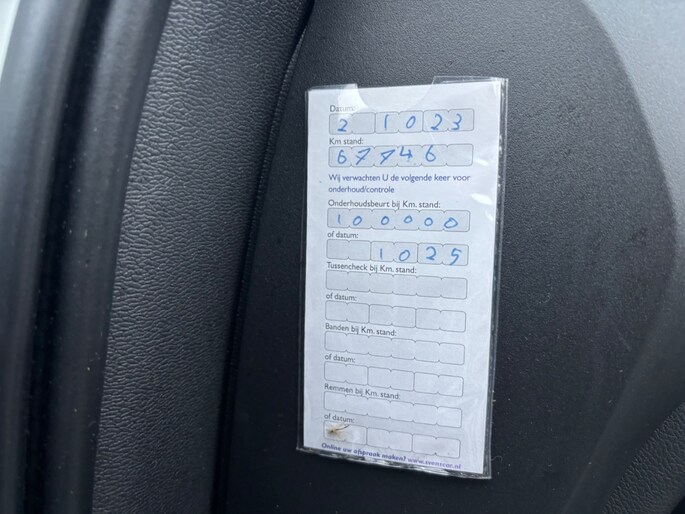 Datum:
2 10 23
Km stand:
67746
Wij verwachten U de volgende keer voor
onderhoud/controle
Onderhoudsbeurt bij Km. stand:
100000
of datum:
10 25
Tussencheck bij Km. stand:
of datum:
Banden bij Km. stand:
of datum:
Remmen bij Km. stand:
of datum:
Online uw afspraak maken?